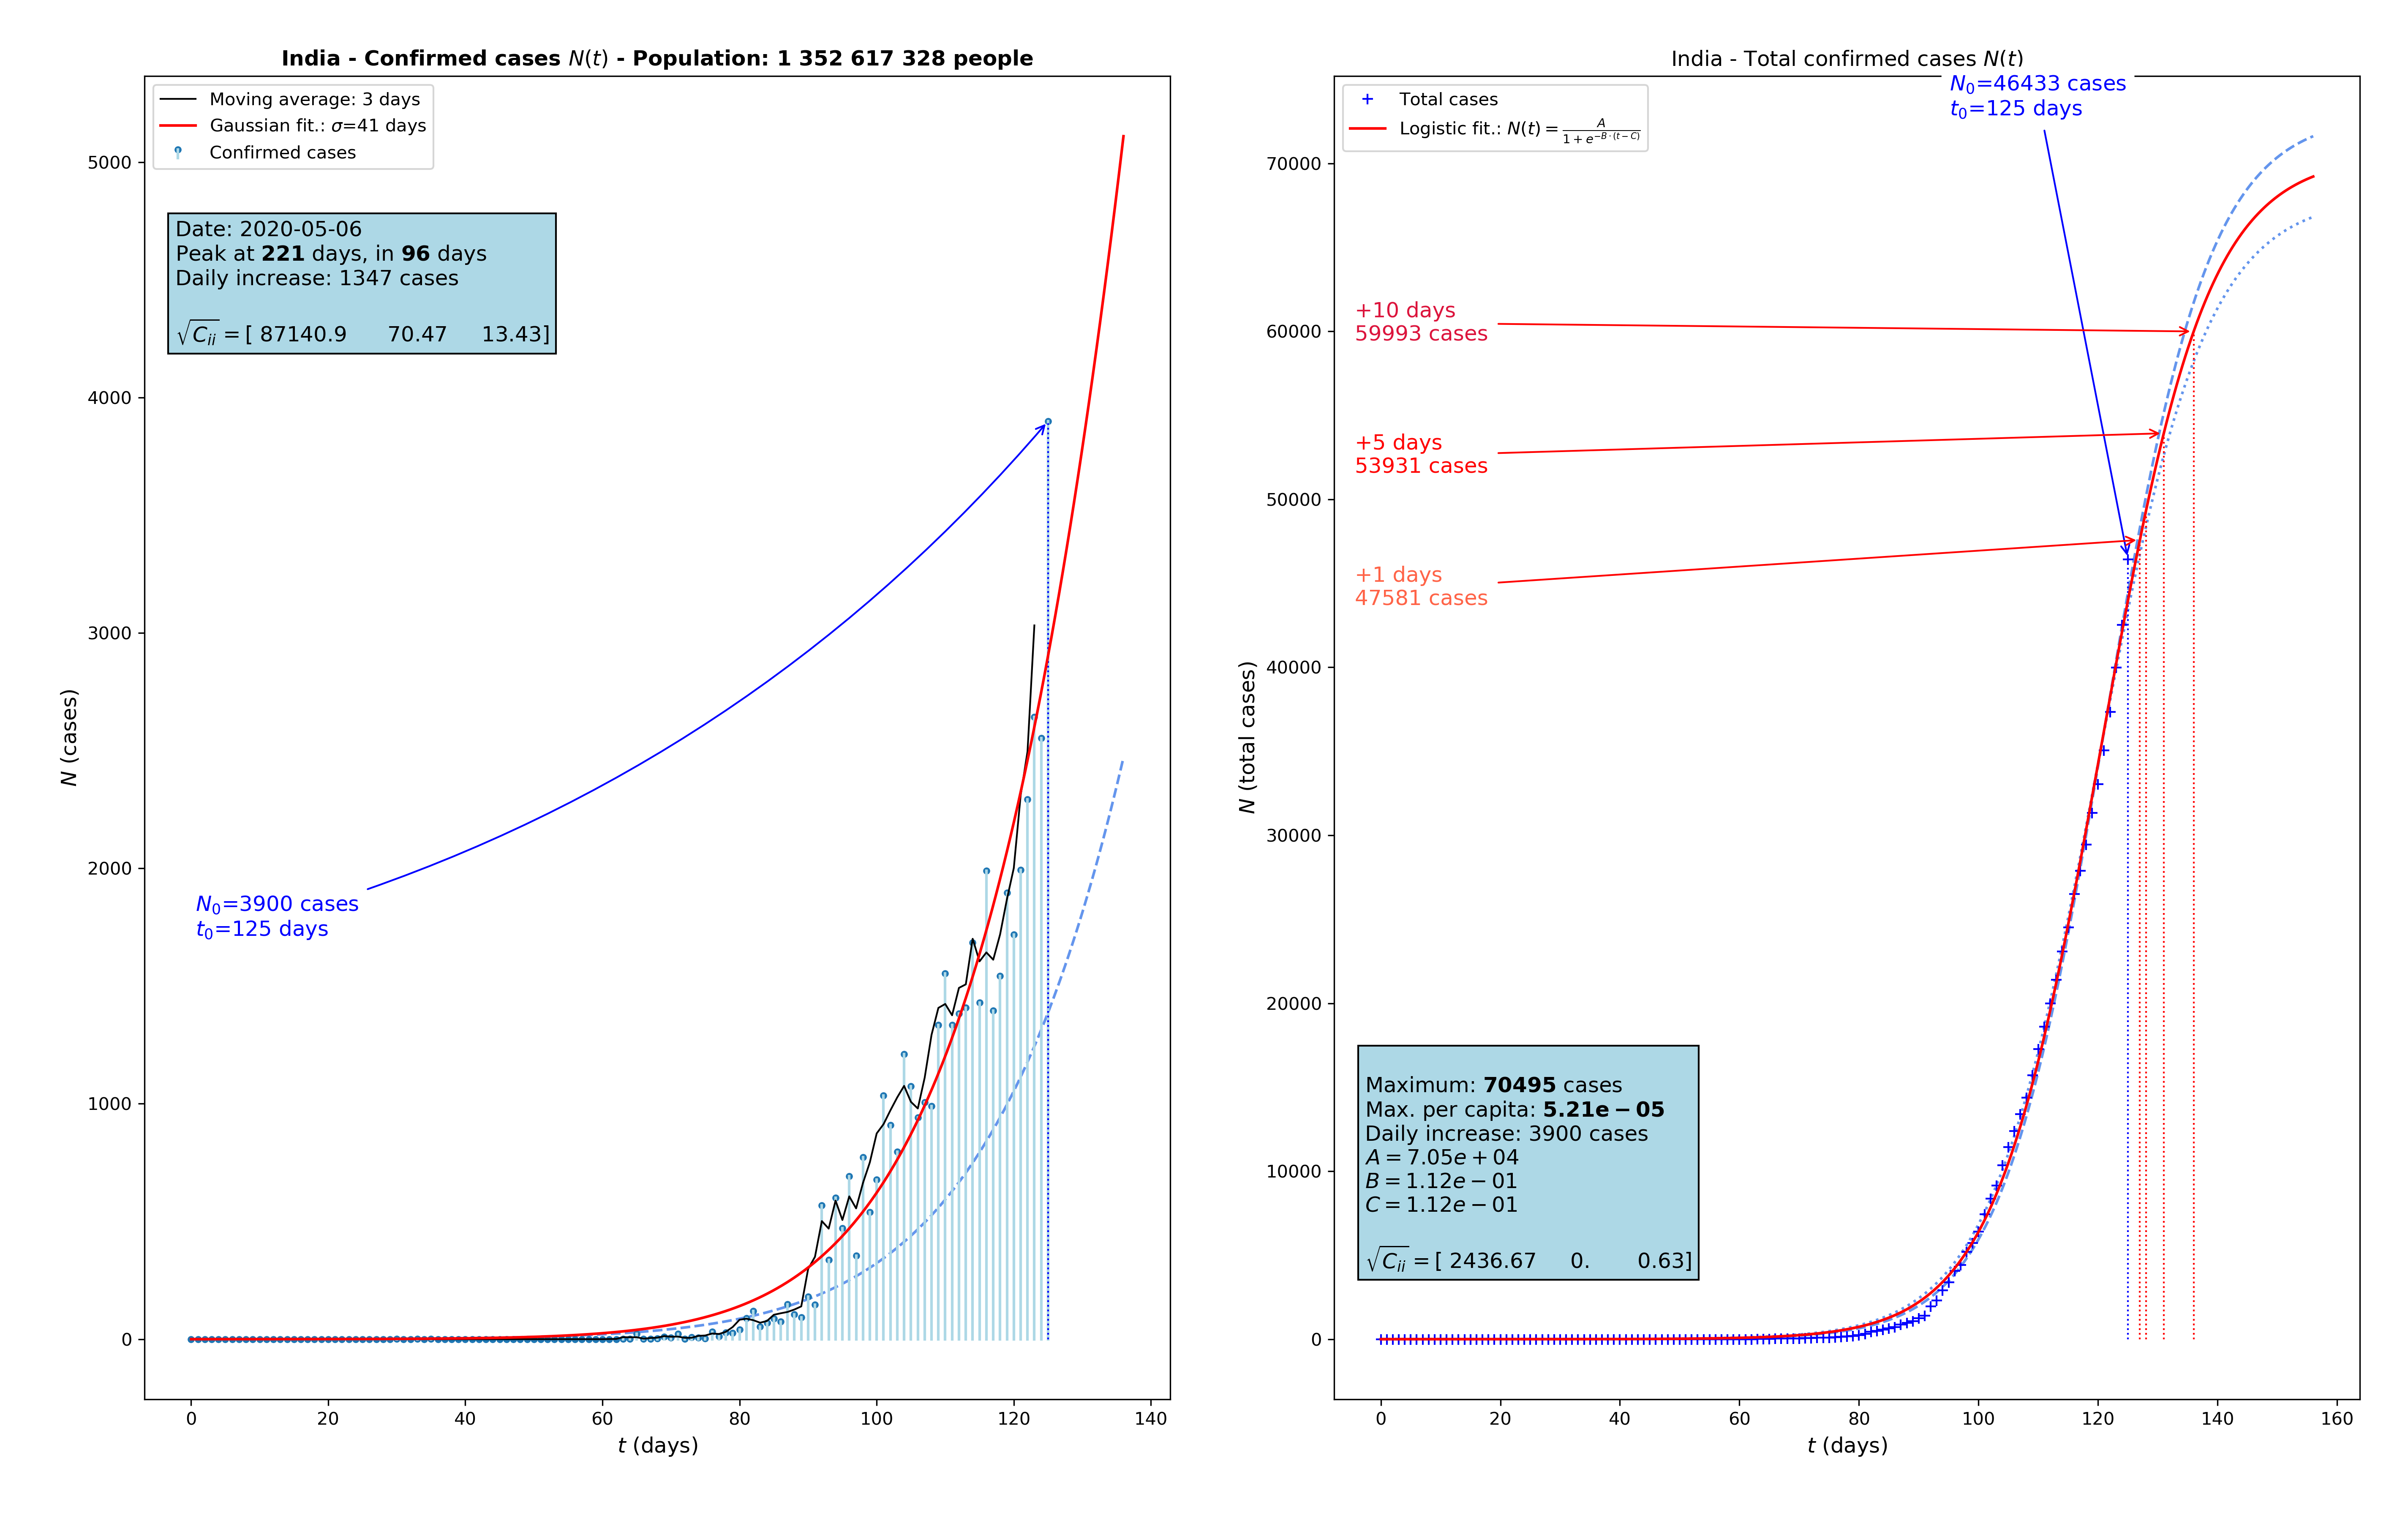 India - Confirmed cases N(t) - Population: 1 352 617 328 people
Moving average: 3 days
Gaussian fit.: σ=41 days
Confirmed cases
Date: 2020-05-06
Peak at 221 days, in 96 days
Daily increase: 1347 cases
√C_ii = [ 87140.9 70.47 13.43]
N_0=3900 cases
t_0=125 days
5000
4000
3000
2000
1000
0
N (cases)
0 20 40 60 80 100 120 140
t (days)
India - Total confirmed cases N(t)
N_0=46433 cases
t_0=125 days
Total cases
Logistic fit.: N(t) = A / (1 + e^{-B·(t-C)})
+10 days
59993 cases
+5 days
53931 cases
+1 days
47581 cases
Maximum: 70495 cases
Max. per capita: 5.21e − 05
Daily increase: 3900 cases
A = 7.05e + 04
B = 1.12e − 01
C = 1.12e − 01
√C_ii = [ 2436.67 0. 0.63]
70000
60000
50000
40000
30000
20000
10000
0
N (total cases)
0 20 40 60 80 100 120 140 160
t (days)